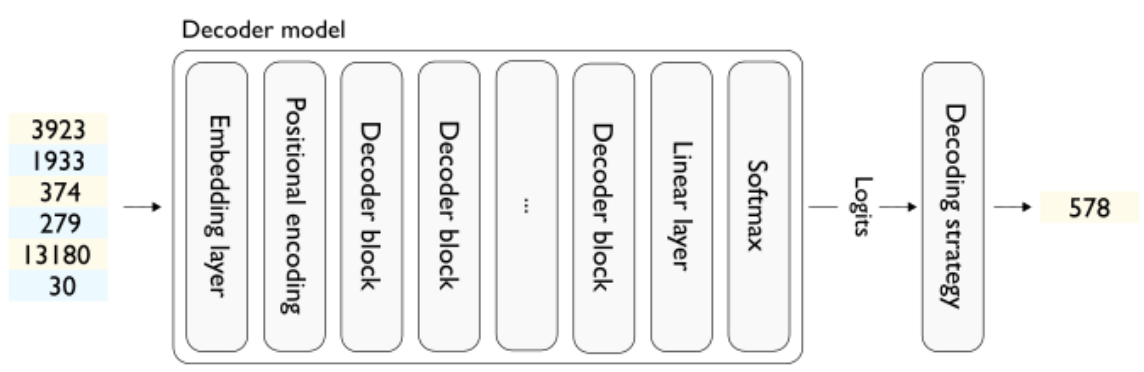 Decoder model
3923
1933
374
279
13180
30
Embedding layer
Positional encoding
Decoder block
Decoder block
...
Decoder block
Linear layer
Softmax
Logits
Decoding strategy
578